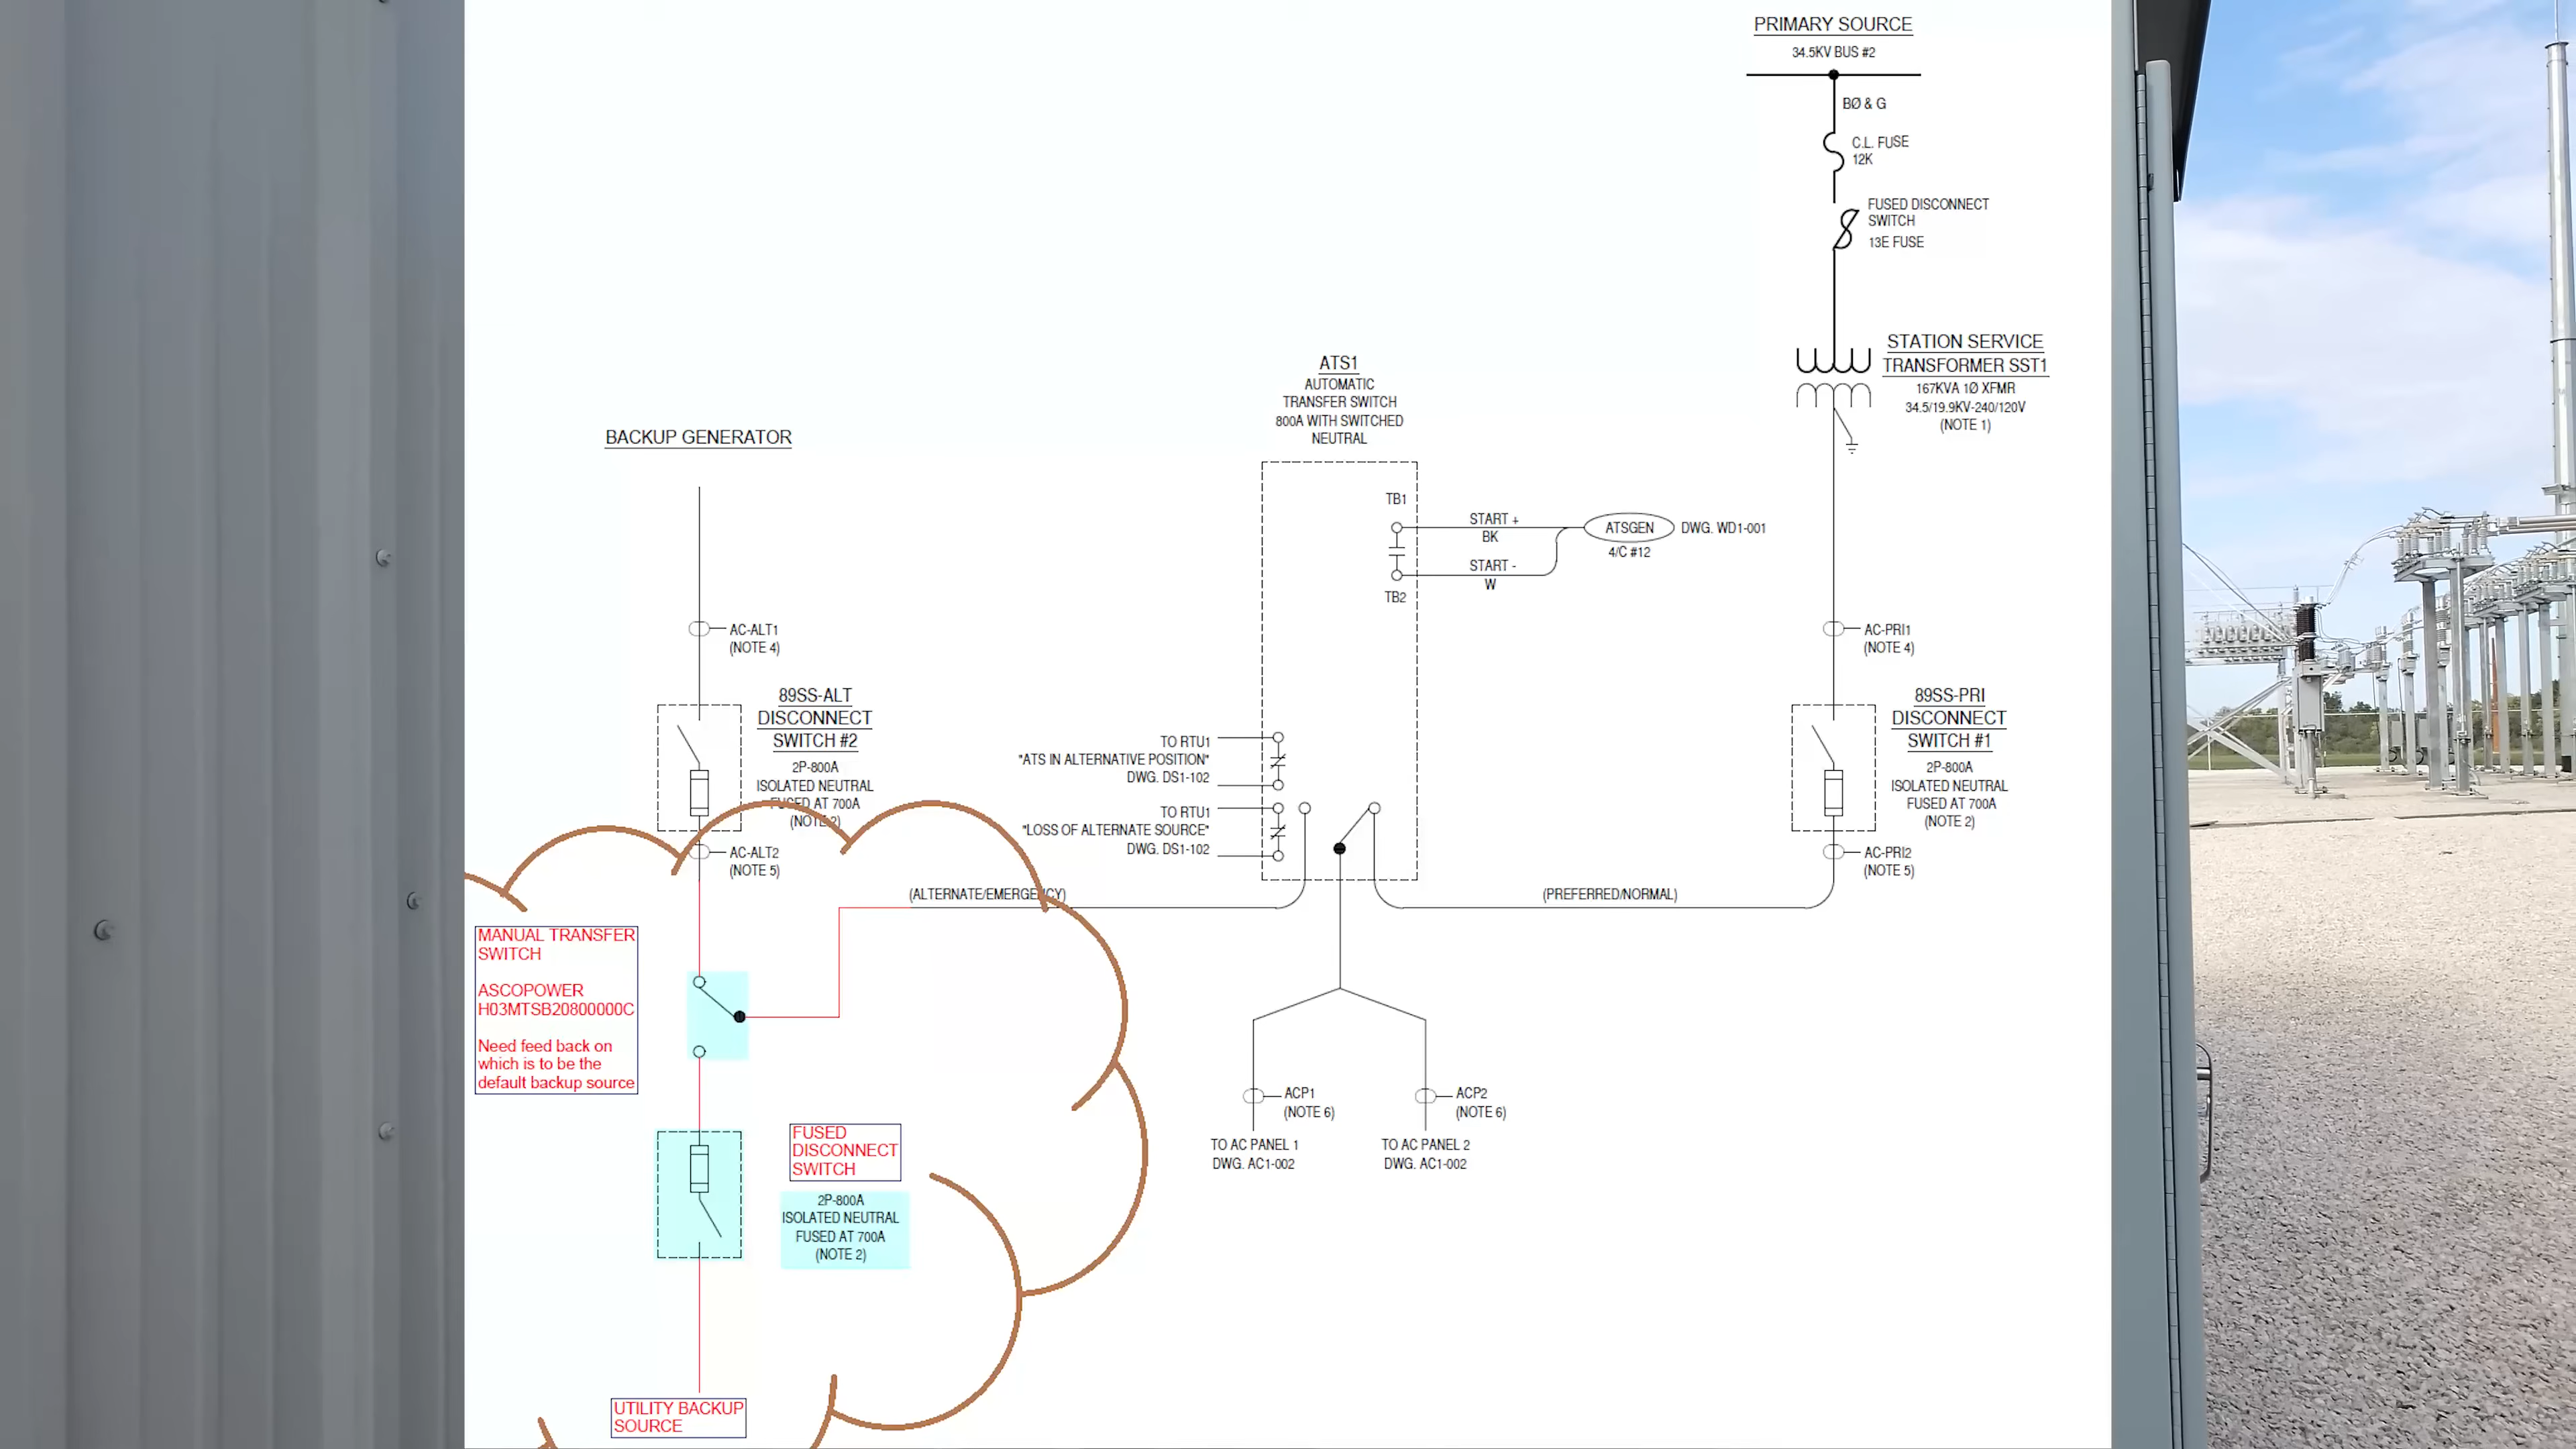 PRIMARY SOURCE
34.5KV BUS #2
BØ & G
C.L. FUSE
12K
FUSED DISCONNECT
SWITCH
13E FUSE
STATION SERVICE
TRANSFORMER SST1
167KVA 1Ø XFMR
34.5/19.9KV-240/120V
(NOTE 1)
ATS1
AUTOMATIC
TRANSFER SWITCH
800A WITH SWITCHED
NEUTRAL
BACKUP GENERATOR
TB1
START +
BK
ATSGEN
DWG. WD1-001
4/C #12
START -
W
TB2
AC-ALT1
(NOTE 4)
AC-PRI1
(NOTE 4)
89SS-ALT
DISCONNECT
SWITCH #2
2P-800A
ISOLATED NEUTRAL
FUSED AT 700A
(NOTE 2)
TO RTU1
"ATS IN ALTERNATIVE POSITION"
DWG. DS1-102
TO RTU1
"LOSS OF ALTERNATE SOURCE"
DWG. DS1-102
89SS-PRI
DISCONNECT
SWITCH #1
2P-800A
ISOLATED NEUTRAL
FUSED AT 700A
(NOTE 2)
AC-ALT2
(NOTE 5)
AC-PRI2
(NOTE 5)
(ALTERNATE/EMERGENCY)
(PREFERRED/NORMAL)
MANUAL TRANSFER
SWITCH
ASCOPOWER
H03MTSB20800000C
Need feed back on
which is to be the
default backup source
ACP1
(NOTE 6)
ACP2
(NOTE 6)
TO AC PANEL 1
DWG. AC1-002
TO AC PANEL 2
DWG. AC1-002
FUSED
DISCONNECT
SWITCH
2P-800A
ISOLATED NEUTRAL
FUSED AT 700A
(NOTE 2)
UTILITY BACKUP
SOURCE